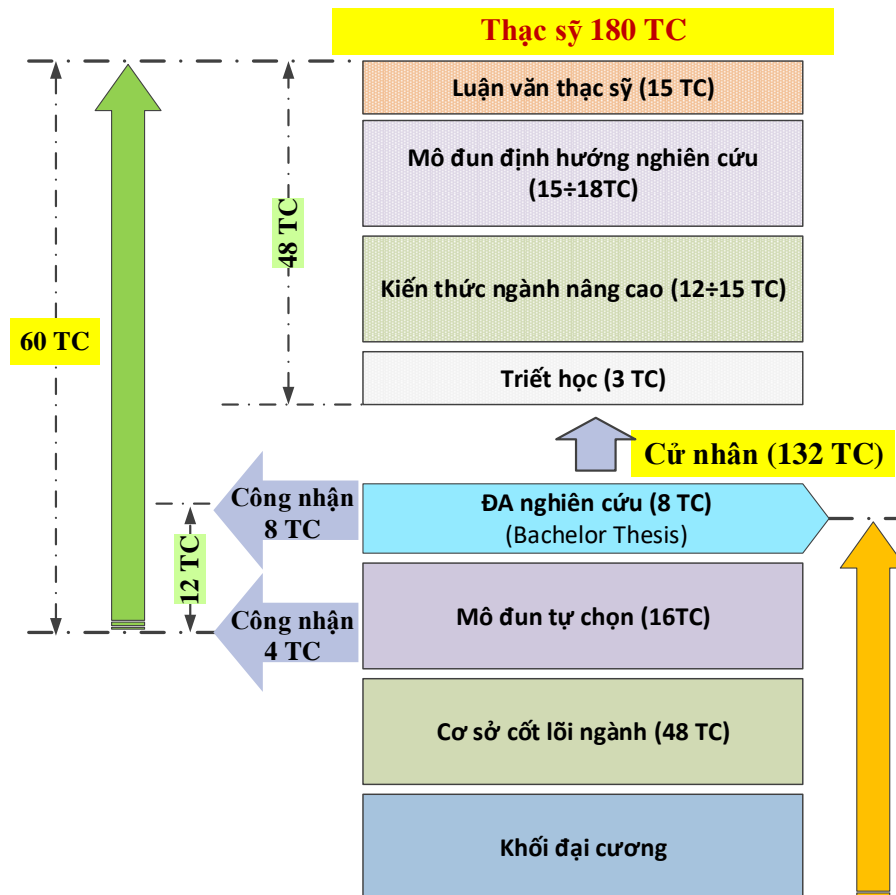 Thạc sỹ 180 TC
Luận văn thạc sỹ (15 TC)
Mô đun định hướng nghiên cứu
(15÷18TC)
48 TC
Kiến thức ngành nâng cao (12÷15 TC)
60 TC
Triết học (3 TC)
Cử nhân (132 TC)
Công nhận
8 TC
ĐA nghiên cứu (8 TC)
(Bachelor Thesis)
12 TC
Công nhận
4 TC
Mô đun tự chọn (16TC)
Cơ sở cốt lõi ngành (48 TC)
Khối đại cương